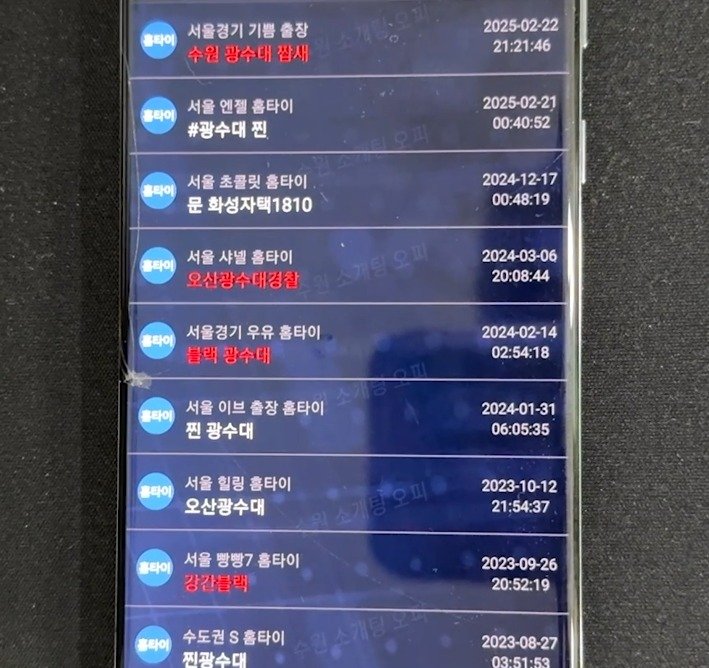 홈타이
서울경기 기쁨 출장
수원 광수대 짭새
2025-02-22
21:21:46
홈타이
서울 엔젤 홈타이
#광수대 찐
2025-02-21
00:40:52
홈타이
서울 초콜릿 홈타이
문 화성자택1810
2024-12-17
00:48:19
홈타이
서울 샤넬 홈타이
오산광수대경찰
2024-03-06
20:08:44
홈타이
서울경기 우유 홈타이
블랙 광수대
2024-02-14
02:54:18
홈타이
서울 이브 출장 홈타이
찐 광수대
2024-01-31
06:05:35
홈타이
서울 힐링 홈타이
오산광수대
2023-10-12
21:54:37
홈타이
서울 빵빵7 홈타이
강간블랙
2023-09-26
20:52:19
홈타이
수도권 S 홈타이
찐광수대
2023-08-27
03:51:53
수원 소개팅 오피